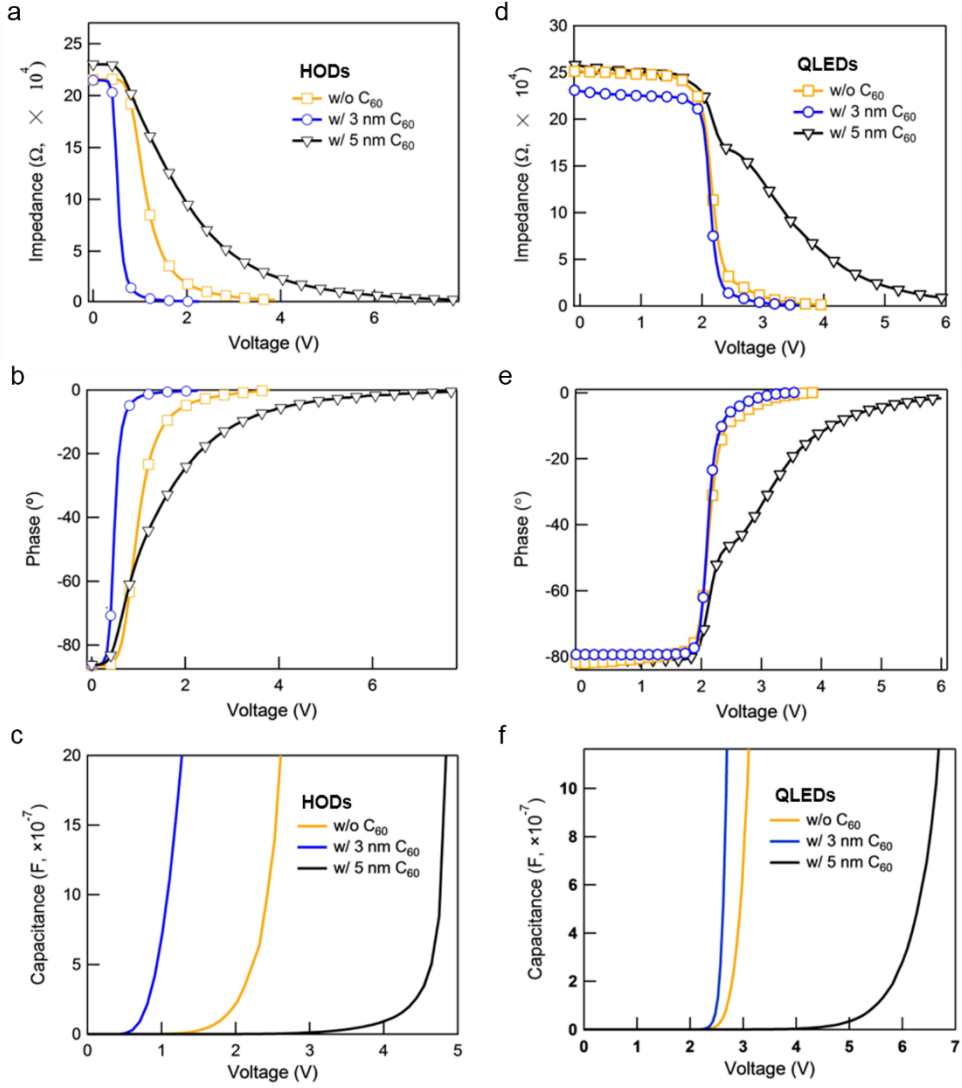 a
Impedance (Ω, × 10⁴)
25
20
15
10
5
0
0
2
4
6
Voltage (V)
HODs
w/o C₆₀
w/ 3 nm C₆₀
w/ 5 nm C₆₀
d
Impedance (Ω, × 10⁴)
30
25
20
15
10
5
0
0
1
2
3
4
5
6
Voltage (V)
QLEDs
w/o C₆₀
w/ 3 nm C₆₀
w/ 5 nm C₆₀
b
Phase (°)
0
-20
-40
-60
-80
0
2
4
6
Voltage (V)
e
Phase (°)
0
-20
-40
-60
-80
0
1
2
3
4
5
6
Voltage (V)
c
Capacitance (F, ×10⁻⁷)
20
15
10
5
0
0
1
2
3
4
5
Voltage (V)
HODs
w/o C₆₀
w/ 3 nm C₆₀
w/ 5 nm C₆₀
f
Capacitance (F, ×10⁻⁷)
10
8
6
4
2
0
0
1
2
3
4
5
6
7
Voltage (V)
QLEDs
w/o C₆₀
w/ 3 nm C₆₀
w/ 5 nm C₆₀